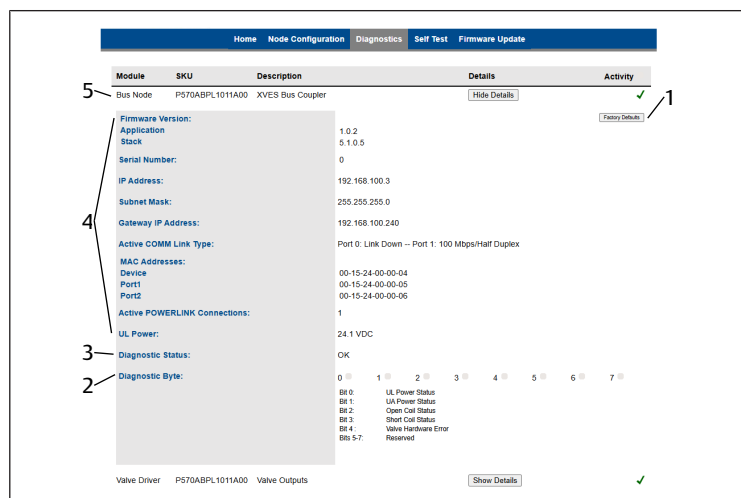 Home Node Configuration Diagnostics Self Test Firmware Update
Module SKU Description Details Activity
5 Bus Node P570ABPL1011A00 XVES Bus Coupler Hide Details 1
Firmware Version: Factory Defaults
Application 1.0.2
Stack 5.1.0.5
Serial Number: 0
IP Address: 192.168.100.3
Subnet Mask: 255.255.255.0
4 Gateway IP Address: 192.168.100.240
Active COMM Link Type: Port 0: Link Down -- Port 1: 100 Mbps/Half Duplex
MAC Addresses:
Device 00-15-24-00-00-04
Port1 00-15-24-00-00-05
Port2 00-15-24-00-00-06
Active POWERLINK Connections: 1
UL Power: 24.1 VDC
3 Diagnostic Status: OK
2 Diagnostic Byte: 0 1 2 3 4 5 6 7
Bit 0: UL Power Status
Bit 1: UA Power Status
Bit 2: Open Coil Status
Bit 3: Short Coil Status
Bit 4 : Valve Hardware Error
Bits 5-7: Reserved
Valve Driver P570ABPL1011A00 Valve Outputs Show Details